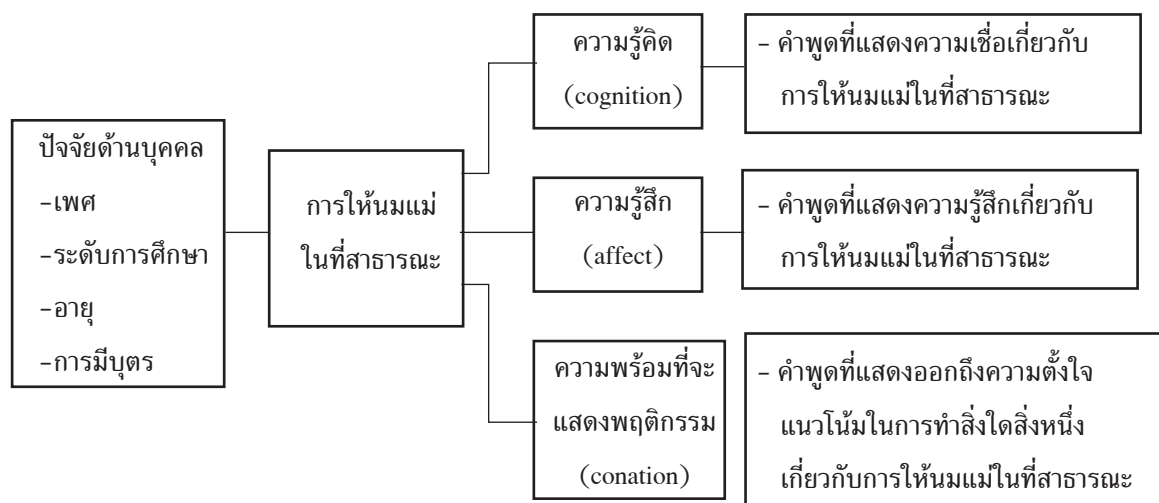 ปัจจัยด้านบุคคล
-เพศ
-ระดับการศึกษา
-อายุ
-การมีบุตร
การให้นมแม่
ในที่สาธารณะ
ความรู้คิด
(cognition)
- คำพูดที่แสดงความเชื่อเกี่ยวกับ
การให้นมแม่ในที่สาธารณะ
ความรู้สึก
(affect)
- คำพูดที่แสดงความรู้สึกเกี่ยวกับ
การให้นมแม่ในที่สาธารณะ
ความพร้อมที่จะ
แสดงพฤติกรรม
(conation)
- คำพูดที่แสดงออกถึงความตั้งใจ
แนวโน้มในการทำสิ่งใดสิ่งหนึ่ง
เกี่ยวกับการให้นมแม่ในที่สาธารณะ